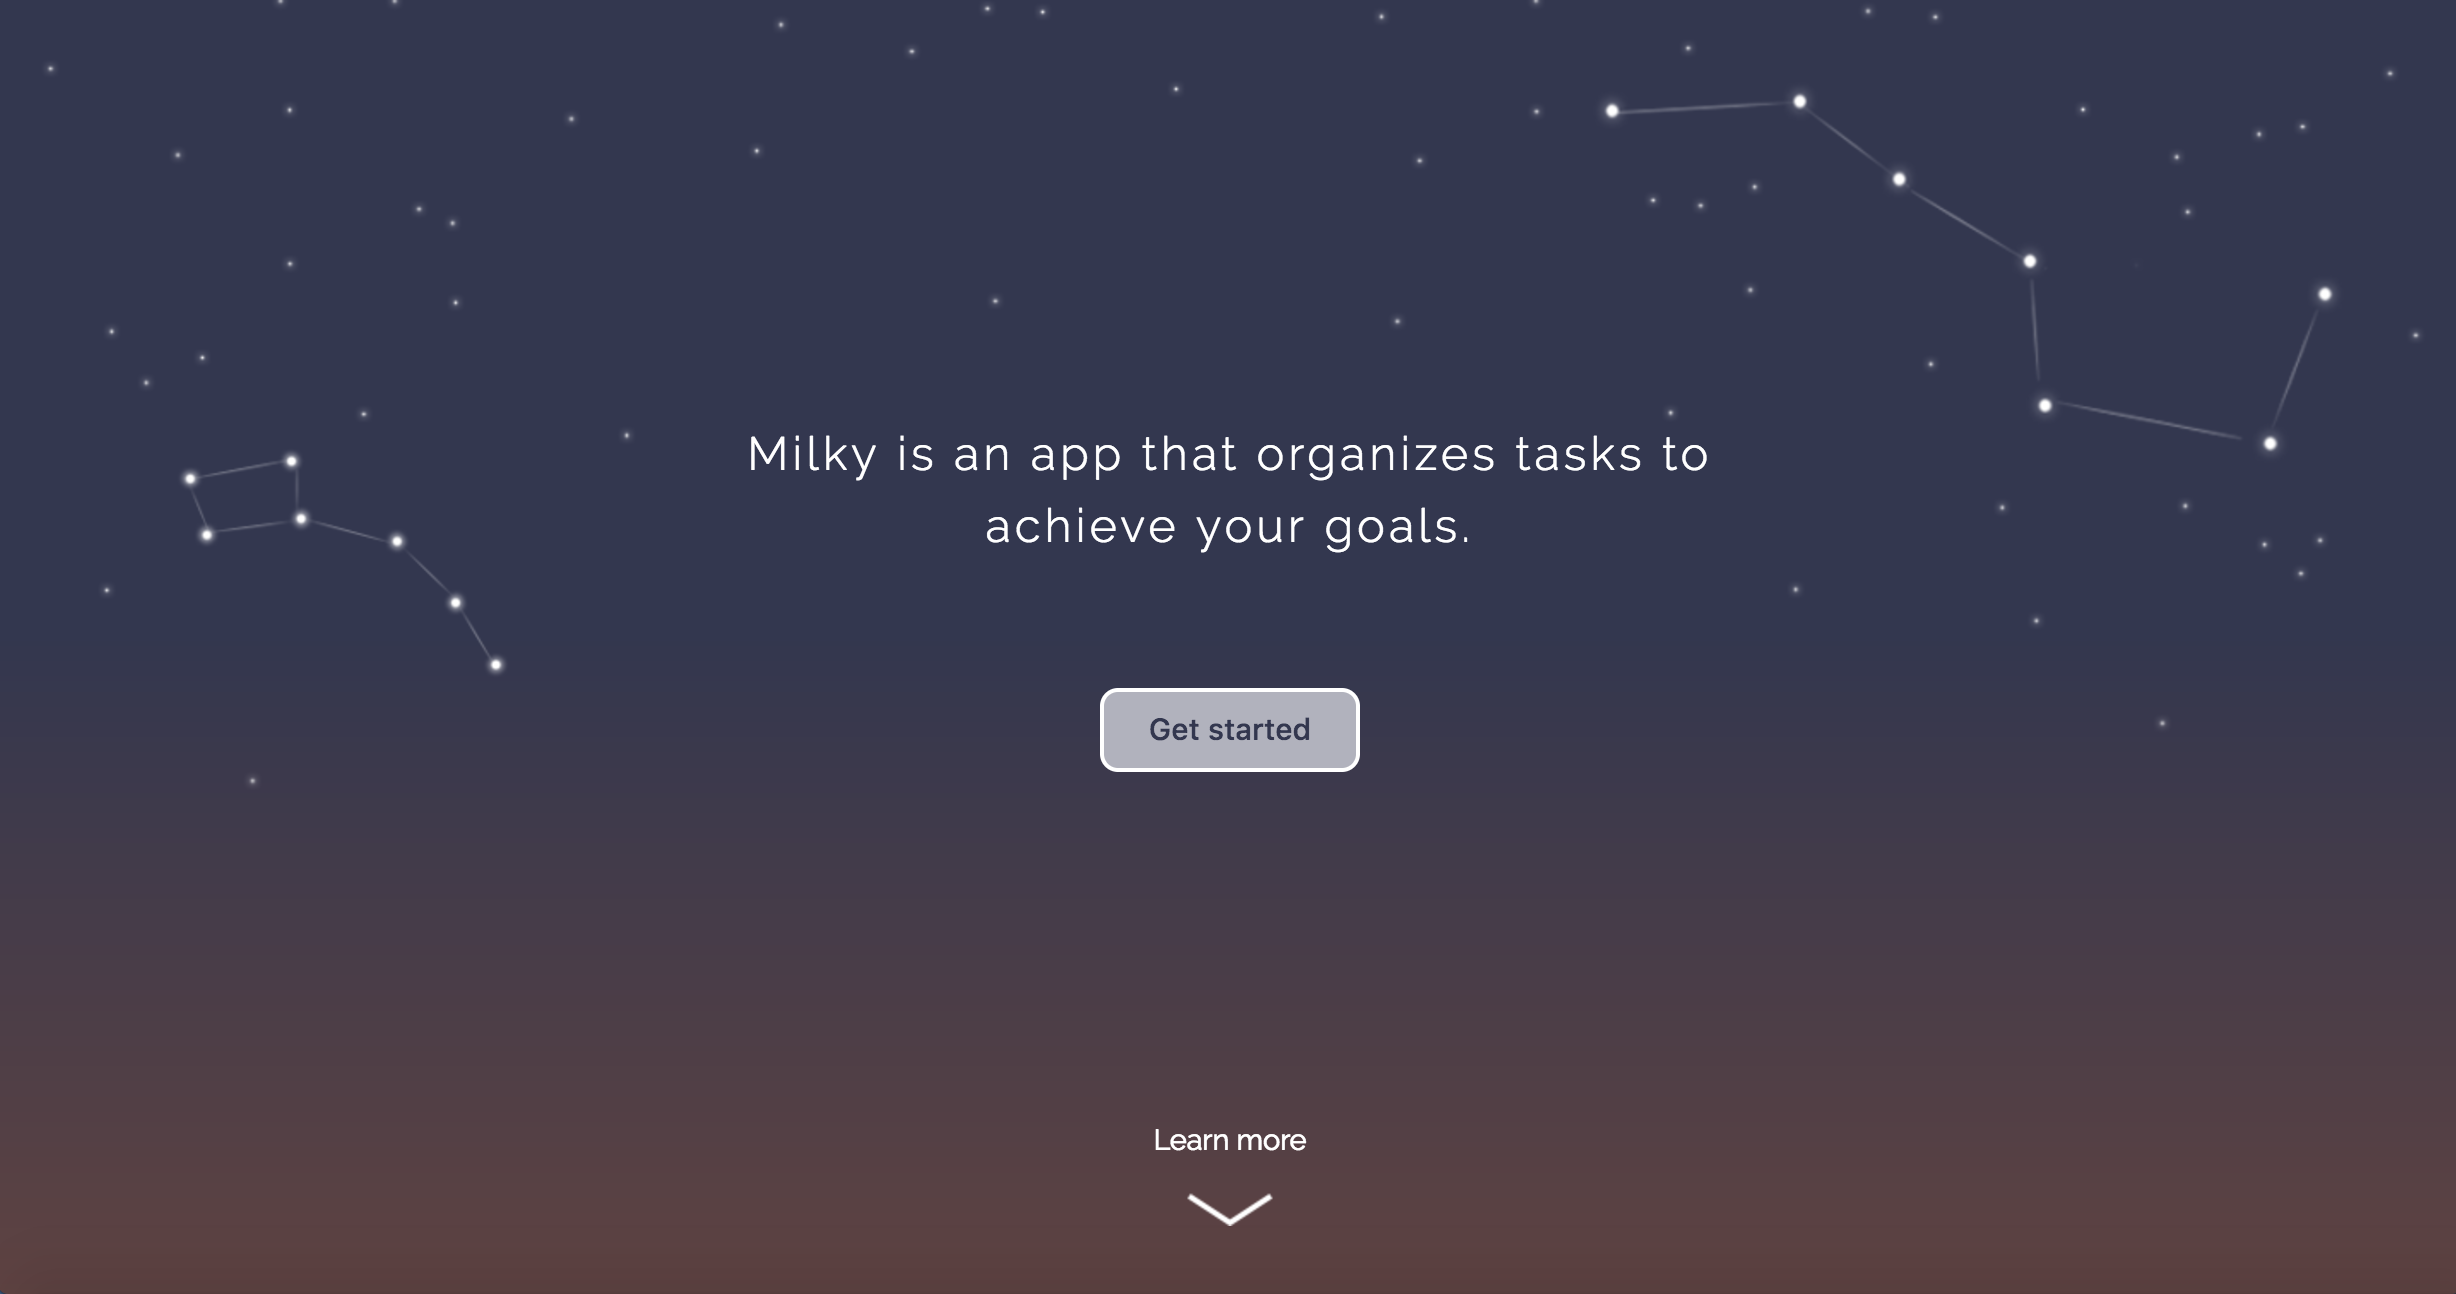 Milky is an app that organizes tasks to
achieve your goals.
Get started
Learn more